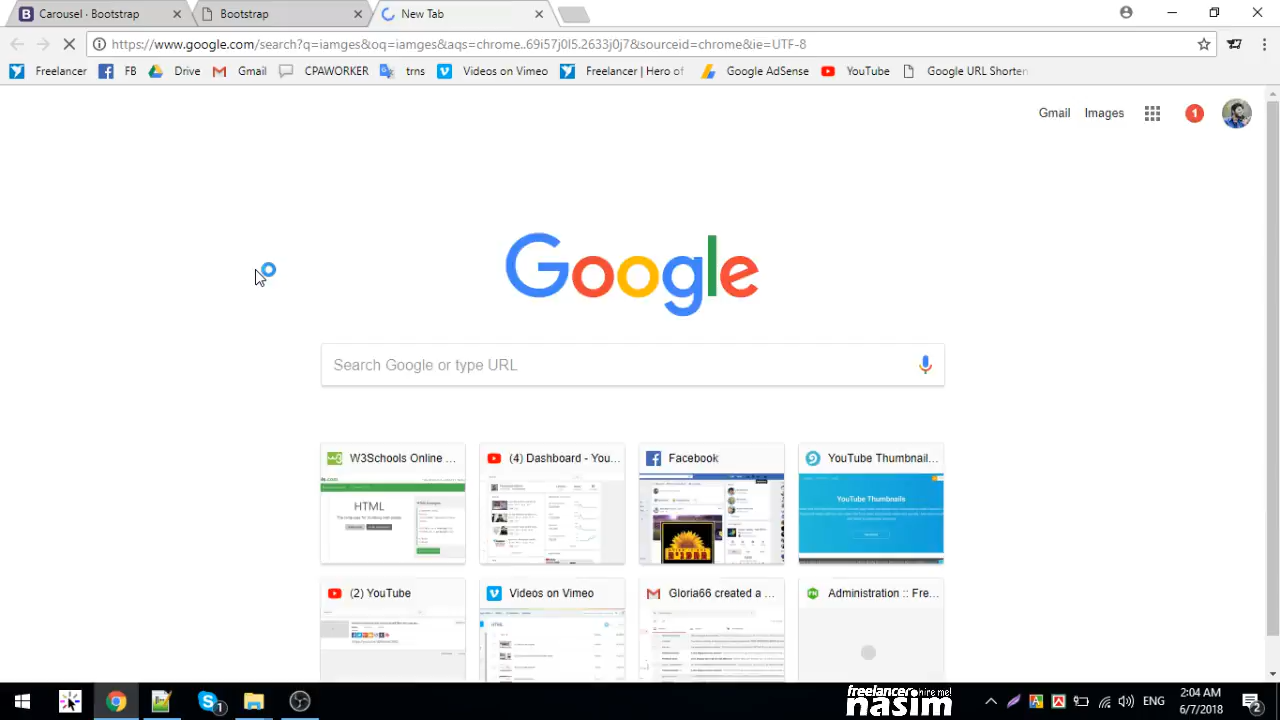 Carousel · Bootstrap
Bootstrap
New Tab
https://www.google.com/search?q=iamges&oq=iamges&aqs=chrome..69i57j0l5.2633j0j7&sourceid=chrome&ie=UTF-8
Freelancer
FB
Drive
Gmail
CPAWORKER
trns
Videos on Vimeo
Freelancer | Hero of
Google AdSense
YouTube
Google URL Shorten
Gmail
Images
1
Google
Search Google or type URL
W3Schools Online ...
(4) Dashboard - You...
Facebook
YouTube Thumbnail...
HTML
YouTube Thumbnails
(2) YouTube
Videos on Vimeo
Gloria66 created a ...
Administration :: Fre...
freelancer hire me!
nasim
1
ENG
2:04 AM
6/7/2018
2